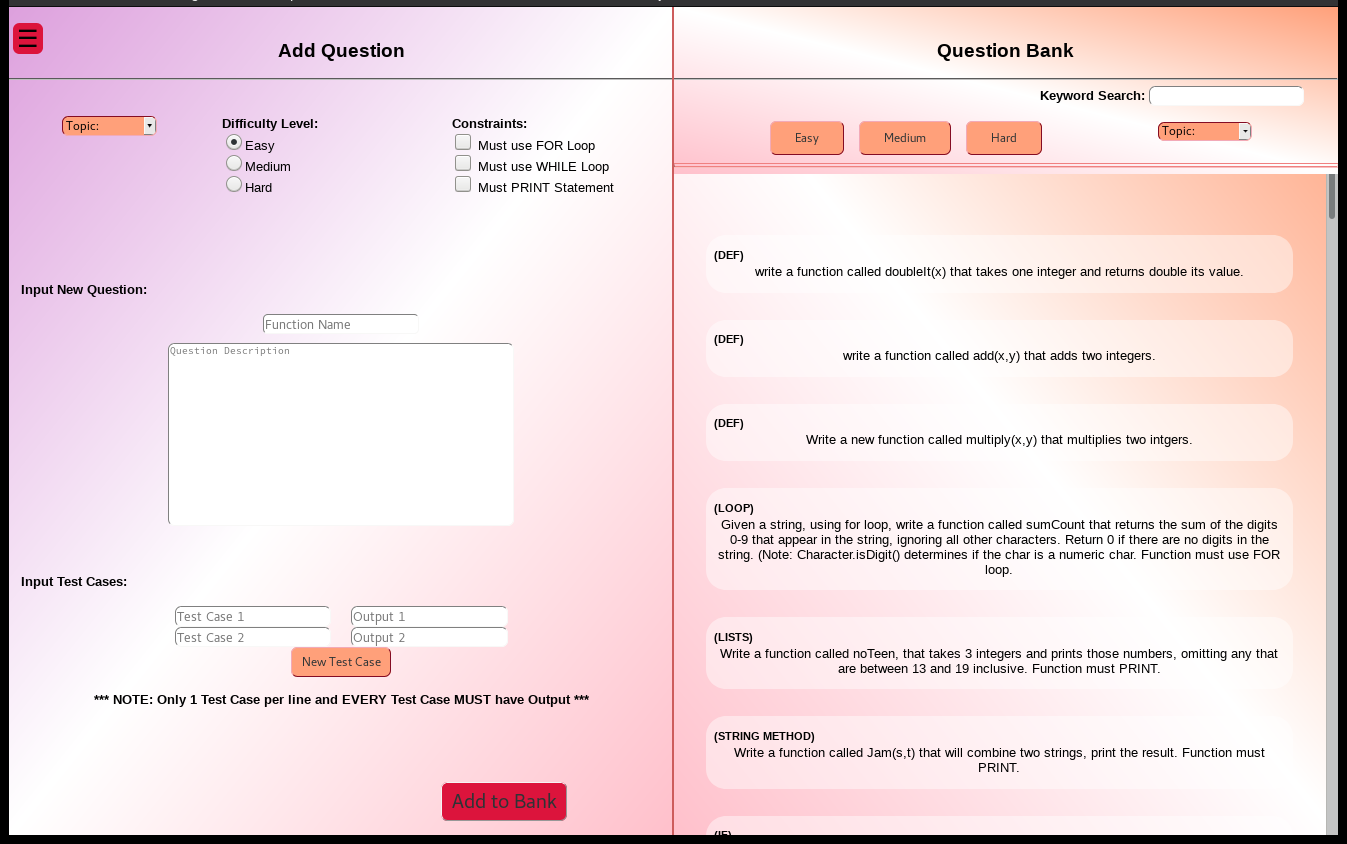 Add Question
Topic:
Difficulty Level:
Easy
Medium
Hard
Constraints:
Must use FOR Loop
Must use WHILE Loop
Must PRINT Statement
Input New Question:
Function Name
Question Description
Input Test Cases:
Test Case 1 Output 1
Test Case 2 Output 2
New Test Case
*** NOTE: Only 1 Test Case per line and EVERY Test Case MUST have Output ***
Add to Bank
Question Bank
Keyword Search:
Easy Medium Hard Topic:
(DEF)
write a function called doubleIt(x) that takes one integer and returns double its value.
(DEF)
write a function called add(x,y) that adds two integers.
(DEF)
Write a new function called multiply(x,y) that multiplies two intgers.
(LOOP)
Given a string, using for loop, write a function called sumCount that returns the sum of the digits
0-9 that appear in the string, ignoring all other characters. Return 0 if there are no digits in the
string. (Note: Character.isDigit() determines if the char is a numeric char. Function must use FOR
loop.
(LISTS)
Write a function called noTeen, that takes 3 integers and prints those numbers, omitting any that
are between 13 and 19 inclusive. Function must PRINT.
(STRING METHOD)
Write a function called Jam(s,t) that will combine two strings, print the result. Function must
PRINT.
(IF)